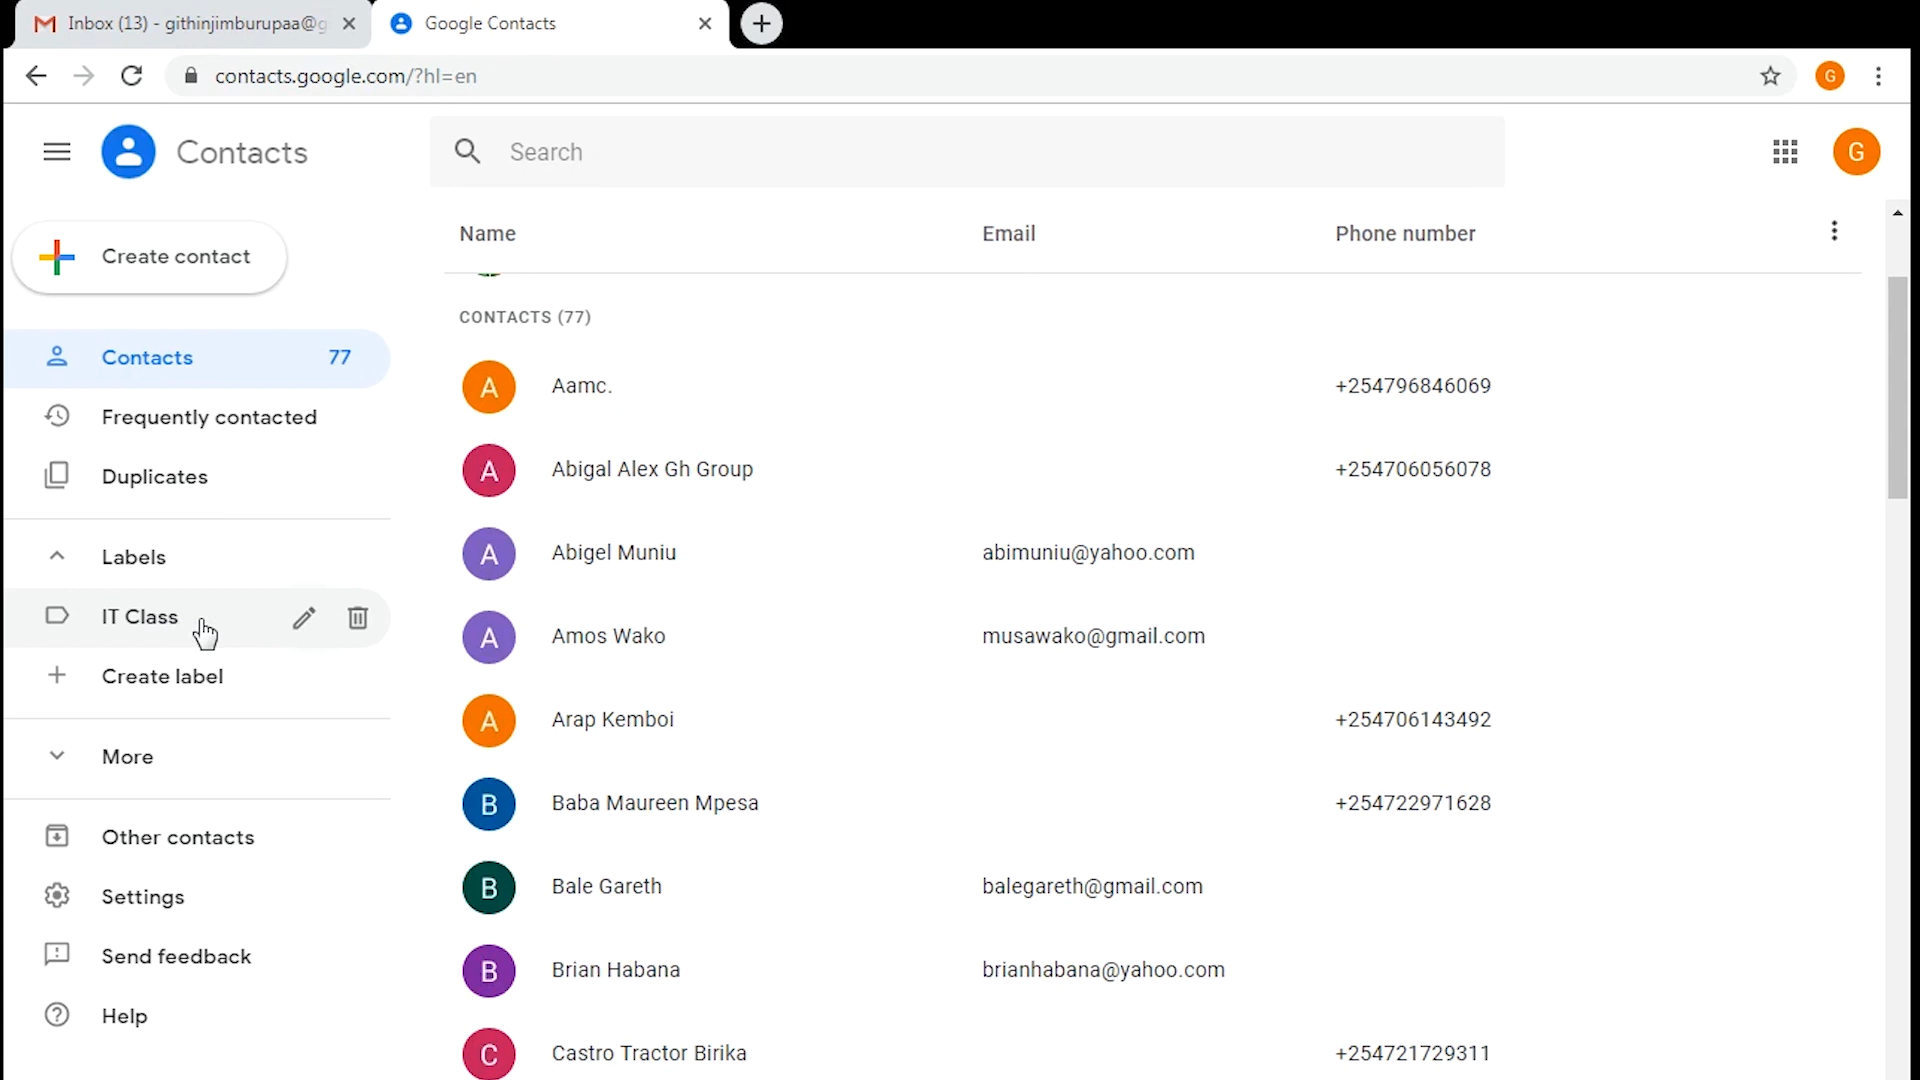 Inbox (13) - githinjimburupaa@g
Google Contacts
contacts.google.com/?hl=en
G
Contacts
Search
G
Create contact
Contacts 77
Frequently contacted
Duplicates
Labels
IT Class
Create label
More
Other contacts
Settings
Send feedback
Help
Name Email Phone number
CONTACTS (77)
A Aamc. +254796846069
A Abigal Alex Gh Group +254706056078
A Abigel Muniu abimuniu@yahoo.com
A Amos Wako musawako@gmail.com
A Arap Kemboi +254706143492
B Baba Maureen Mpesa +254722971628
B Bale Gareth balegareth@gmail.com
B Brian Habana brianhabana@yahoo.com
C Castro Tractor Birika +254721729311